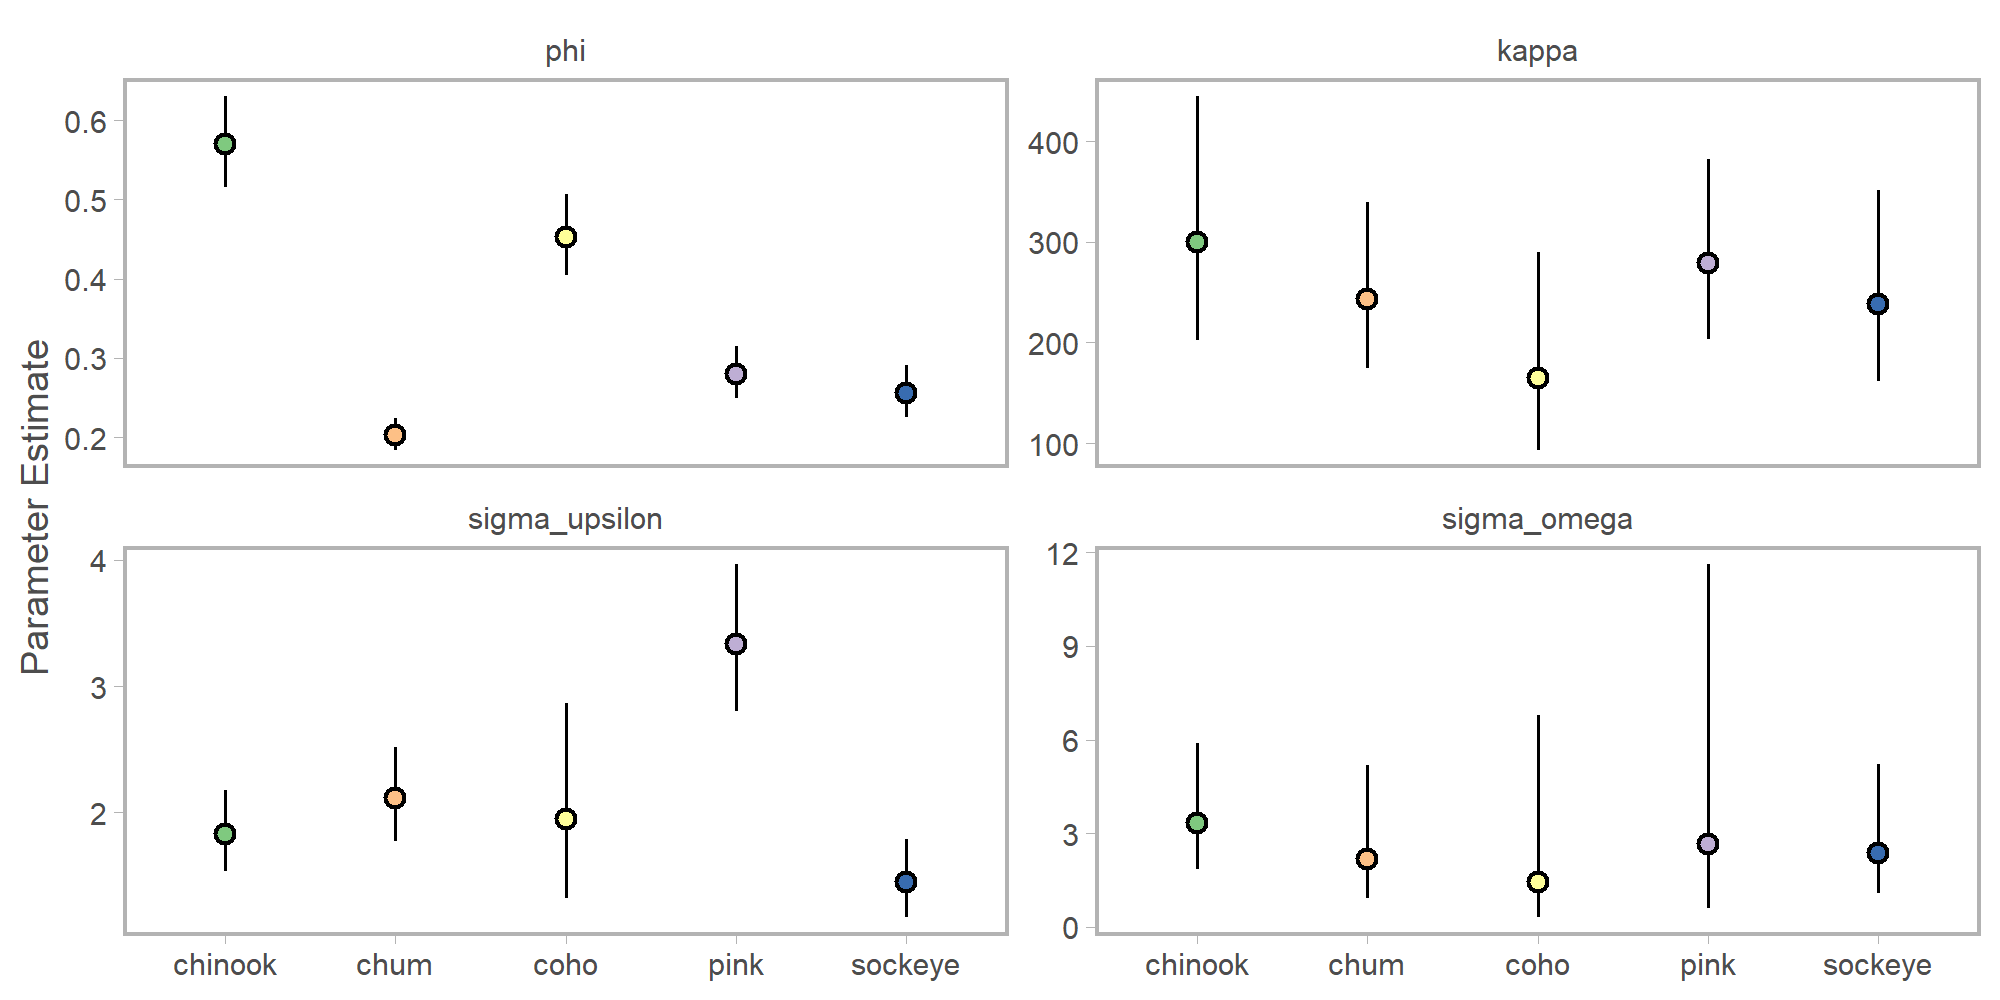 Parameter Estimate
phi
0.6
0.5
0.4
0.3
0.2
kappa
400
300
200
100
sigma_upsilon
4
3
2
chinook chum coho pink sockeye
sigma_omega
12
9
6
3
0
chinook chum coho pink sockeye